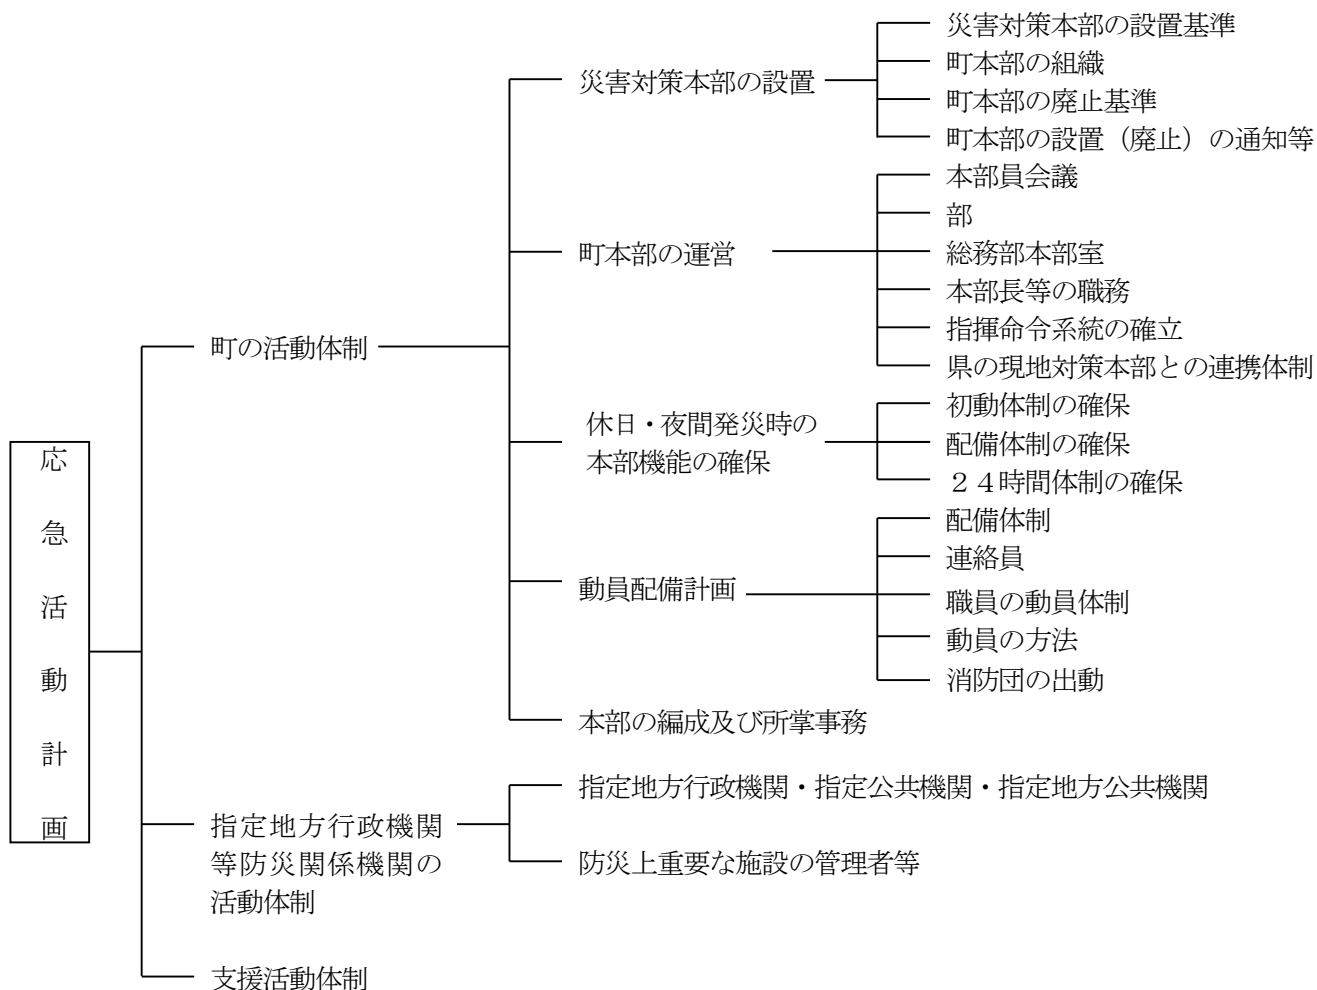 応急活動計画
町の活動体制
災害対策本部の設置
災害対策本部の設置基準
町本部の組織
町本部の廃止基準
町本部の設置（廃止）の通知等
町本部の運営
本部員会議
部
総務部本部室
本部長等の職務
指揮命令系統の確立
県の現地対策本部との連携体制
休日・夜間発災時の
本部機能の確保
初動体制の確保
配備体制の確保
２４時間体制の確保
動員配備計画
配備体制
連絡員
職員の動員体制
動員の方法
消防団の出動
本部の編成及び所掌事務
指定地方行政機関
等防災関係機関の
活動体制
指定地方行政機関・指定公共機関・指定地方公共機関
防災上重要な施設の管理者等
支援活動体制